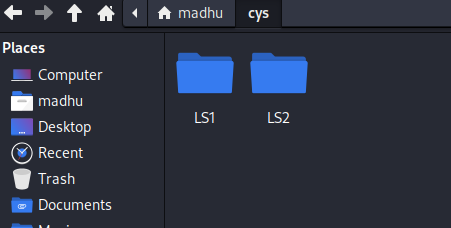 madhu cys
Places
Computer
madhu
Desktop
Recent
Trash
Documents
LS1 LS2